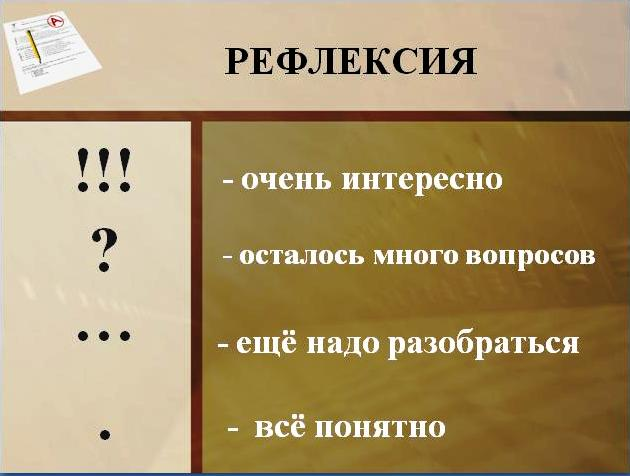 РЕФЛЕКСИЯ
!!! - очень интересно
? - осталось много вопросов
... - ещё надо разобраться
. - всё понятно